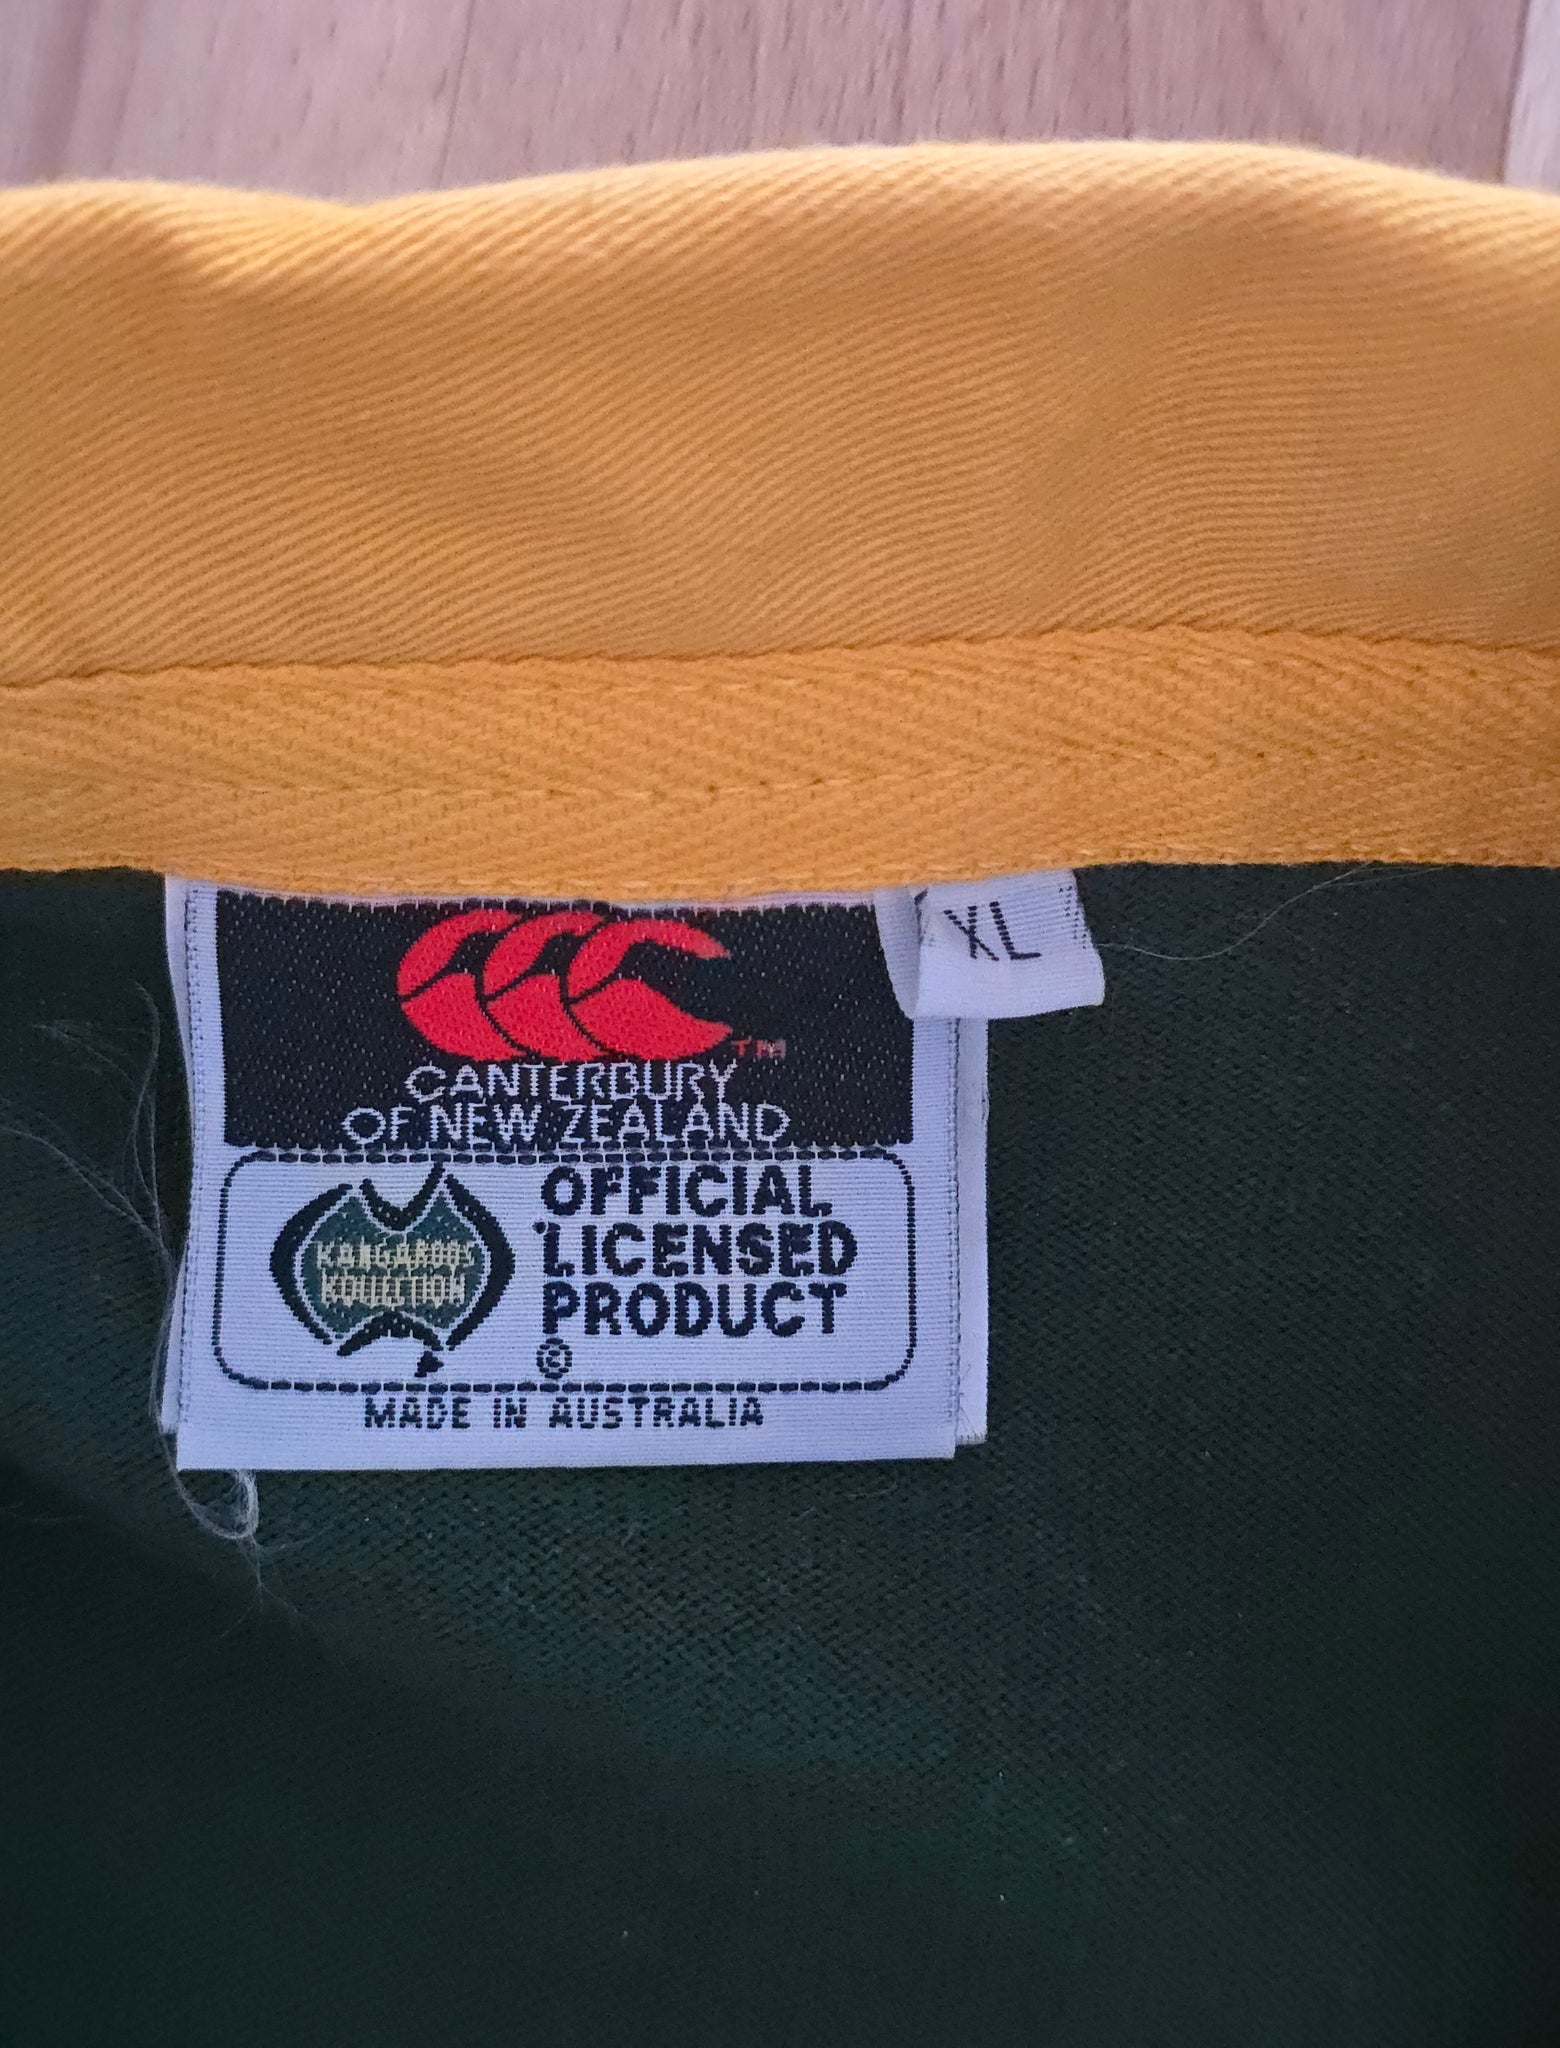 XL
TM
CANTERBURY
OF NEW ZEALAND
KANGAROOS
KOLLECTION
OFFICIAL
LICENSED
PRODUCT
©
MADE IN AUSTRALIA